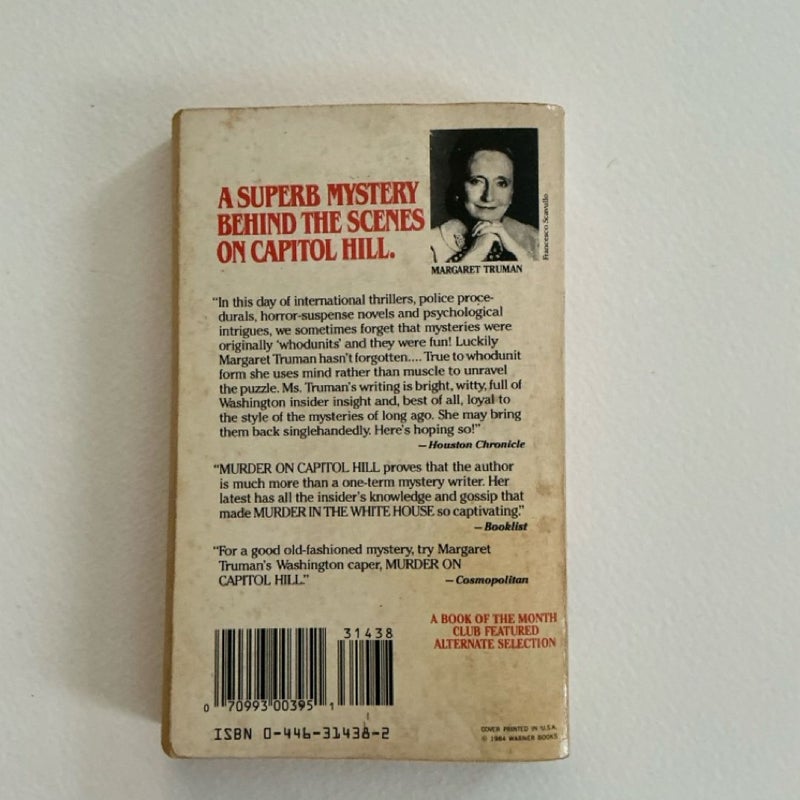 A SUPERB MYSTERY
BEHIND THE SCENES
ON CAPITOL HILL.
Francesco Scavullo
MARGARET TRUMAN
“In this day of international thrillers, police proce-
durals, horror-suspense novels and psychological
intrigues, we sometimes forget that mysteries were
originally ‘whodunits’ and they were fun! Luckily
Margaret Truman hasn’t forgotten.... True to whodunit
form she uses mind rather than muscle to unravel
the puzzle. Ms. Truman’s writing is bright, witty, full of
Washington insider insight and, best of all, loyal to
the style of the mysteries of long ago. She may bring
them back singlehandedly. Here’s hoping so!”
—Houston Chronicle
“MURDER ON CAPITOL HILL proves that the author
is much more than a one-term mystery writer. Her
latest has all the insider’s knowledge and gossip that
made MURDER IN THE WHITE HOUSE so captivating.”
—Booklist
“For a good old-fashioned mystery, try Margaret
Truman’s Washington caper, MURDER ON
CAPITOL HILL.”
—Cosmopolitan
A BOOK OF THE MONTH
CLUB FEATURED
ALTERNATE SELECTION
31438
0 70993 00395 1
ISBN 0-446-31438-2
COVER PRINTED IN U.S.A.
© 1984 WARNER BOOKS